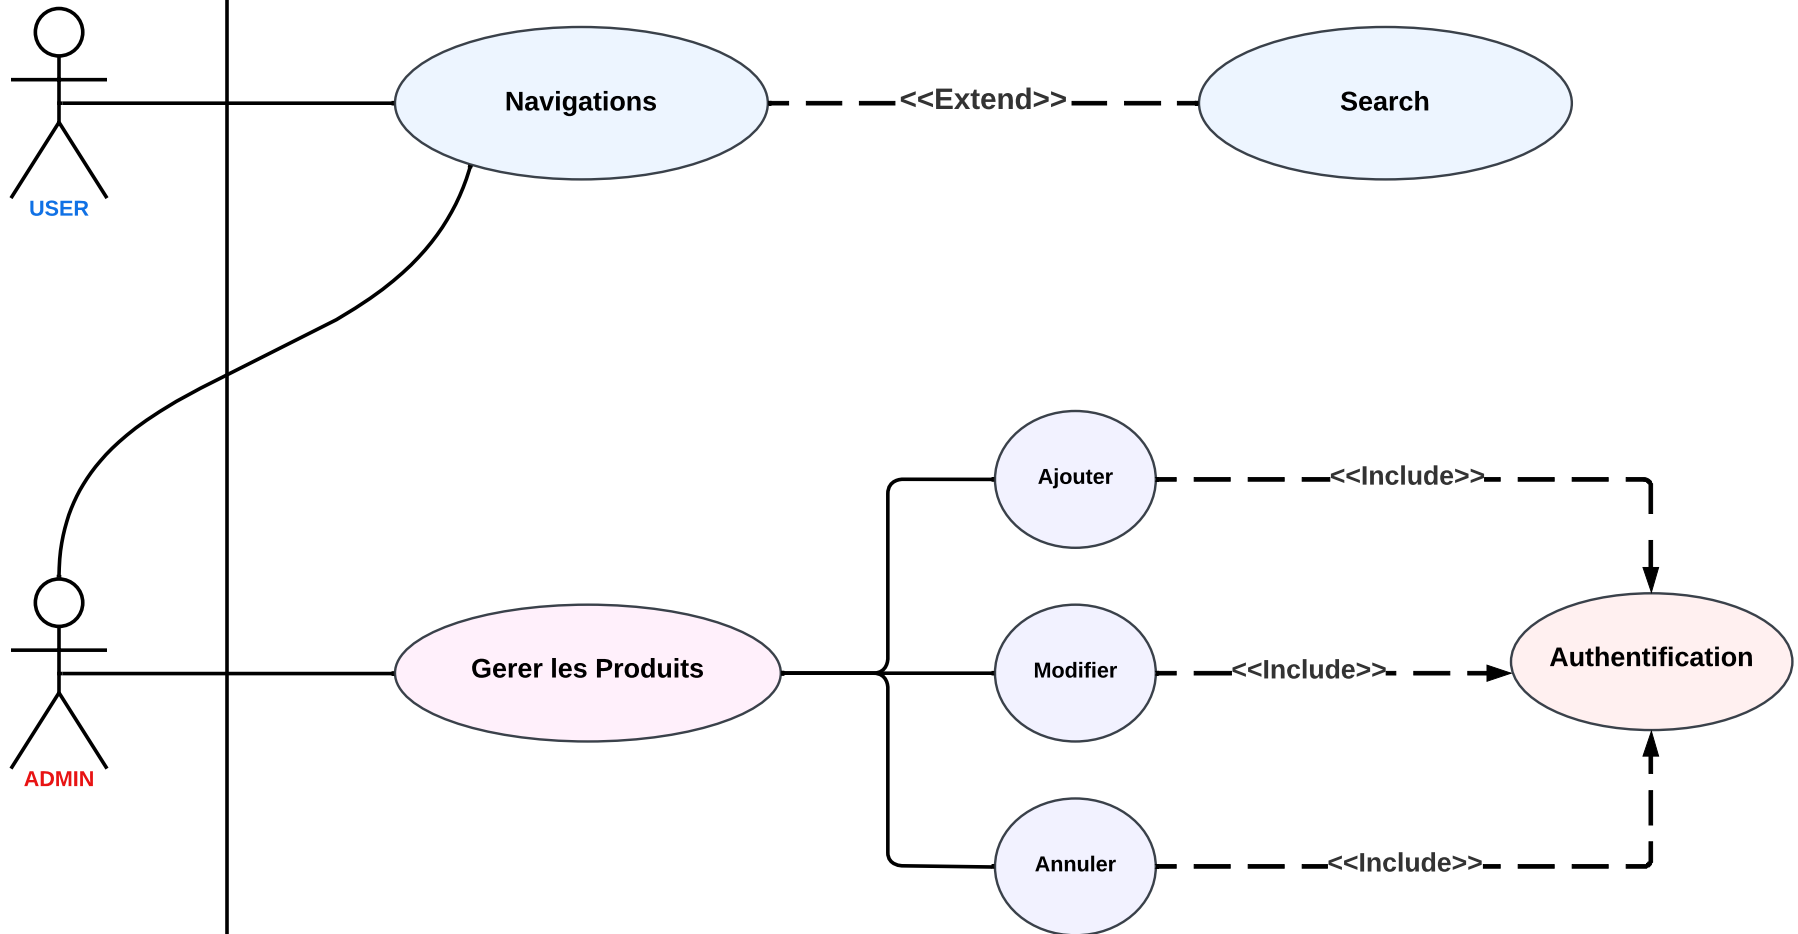 Navigations
<<Extend>>
Search
USER
Ajouter
<<Include>>
Gerer les Produits
Modifier
<<Include>>
Authentification
ADMIN
Annuler
<<Include>>